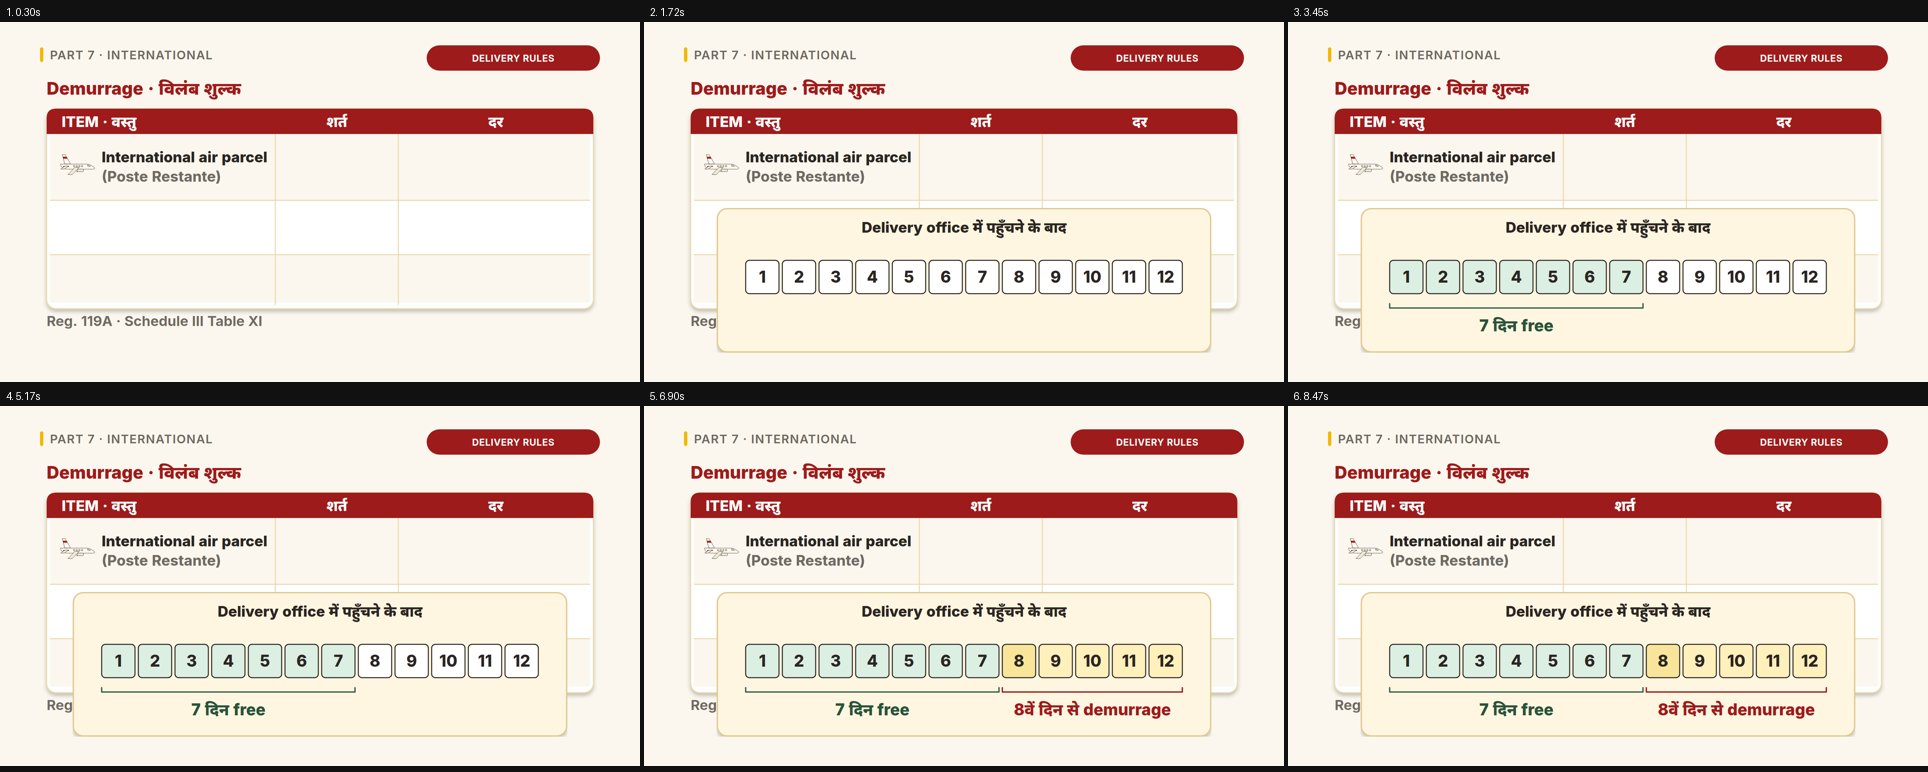 1. 0.30s
PART 7 · INTERNATIONAL
DELIVERY RULES
Demurrage · विलंब शुल्क
ITEM · वस्तु शर्त दर
International air parcel
(Poste Restante)
Reg. 119A · Schedule III Table XI
2. 1.72s
PART 7 · INTERNATIONAL
DELIVERY RULES
Demurrage · विलंब शुल्क
ITEM · वस्तु शर्त दर
International air parcel
(Poste Restante)
Delivery office में पहुँचने के बाद
1 2 3 4 5 6 7 8 9 10 11 12
Reg
3. 3.45s
PART 7 · INTERNATIONAL
DELIVERY RULES
Demurrage · विलंब शुल्क
ITEM · वस्तु शर्त दर
International air parcel
(Poste Restante)
Delivery office में पहुँचने के बाद
1 2 3 4 5 6 7 8 9 10 11 12
Reg
7 दिन free
4. 5.17s
PART 7 · INTERNATIONAL
DELIVERY RULES
Demurrage · विलंब शुल्क
ITEM · वस्तु शर्त दर
International air parcel
(Poste Restante)
Delivery office में पहुँचने के बाद
1 2 3 4 5 6 7 8 9 10 11 12
Reg
7 दिन free
5. 6.90s
PART 7 · INTERNATIONAL
DELIVERY RULES
Demurrage · विलंब शुल्क
ITEM · वस्तु शर्त दर
International air parcel
(Poste Restante)
Delivery office में पहुँचने के बाद
1 2 3 4 5 6 7 8 9 10 11 12
Reg
7 दिन free 8वें दिन से demurrage
6. 8.47s
PART 7 · INTERNATIONAL
DELIVERY RULES
Demurrage · विलंब शुल्क
ITEM · वस्तु शर्त दर
International air parcel
(Poste Restante)
Delivery office में पहुँचने के बाद
1 2 3 4 5 6 7 8 9 10 11 12
Reg
7 दिन free 8वें दिन से demurrage